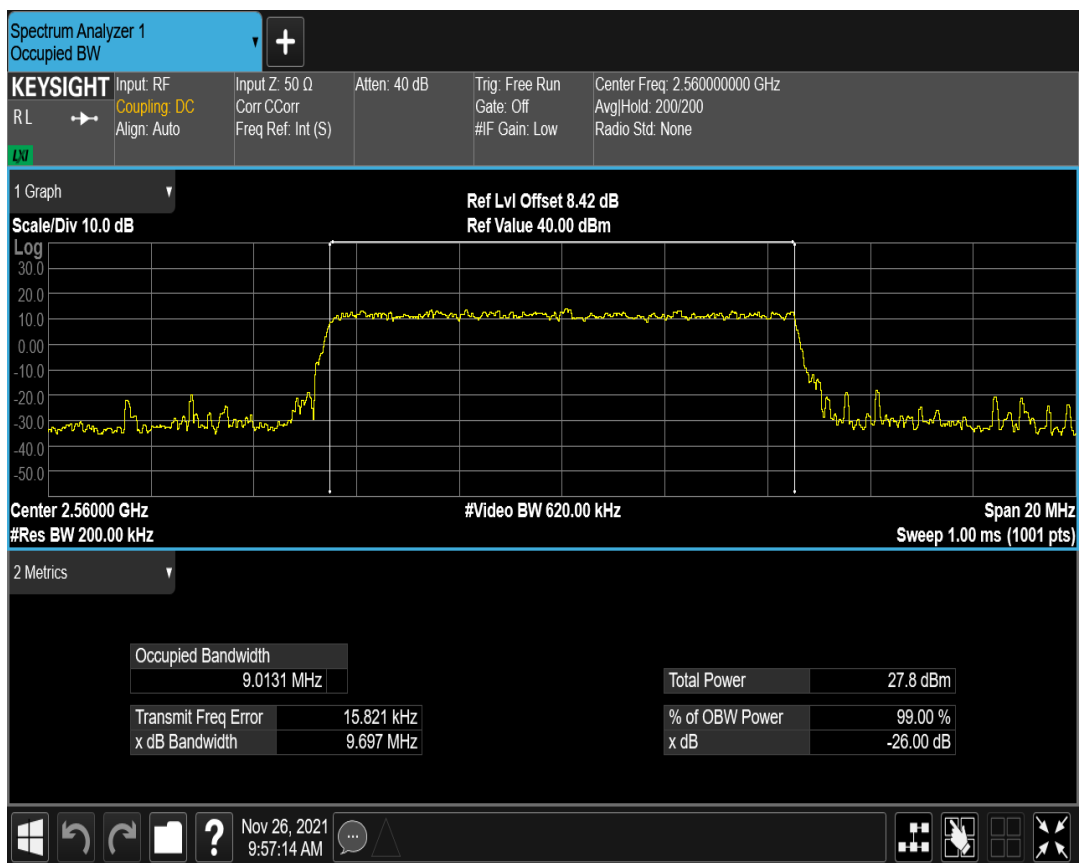 Spectrum Analyzer 1
Occupied BW
KEYSIGHT
R L
LXI
Input: RF
Coupling: DC
Align: Auto
Input Z: 50 Ω
Corr CCorr
Freq Ref: Int (S)
Atten: 40 dB
Trig: Free Run
Gate: Off
#IF Gain: Low
Center Freq: 2.560000000 GHz
Avg|Hold: 200/200
Radio Std: None
1 Graph
Scale/Div 10.0 dB
Ref Lvl Offset 8.42 dB
Ref Value 40.00 dBm
Log
30.0
20.0
10.0
0.00
-10.0
-20.0
-30.0
-40.0
-50.0
Center 2.56000 GHz
#Video BW 620.00 kHz
Span 20 MHz
#Res BW 200.00 kHz
Sweep 1.00 ms (1001 pts)
2 Metrics
Occupied Bandwidth
9.0131 MHz
Total Power 27.8 dBm
Transmit Freq Error 15.821 kHz
% of OBW Power 99.00 %
x dB Bandwidth 9.697 MHz
x dB -26.00 dB
?
Nov 26, 2021
9:57:14 AM